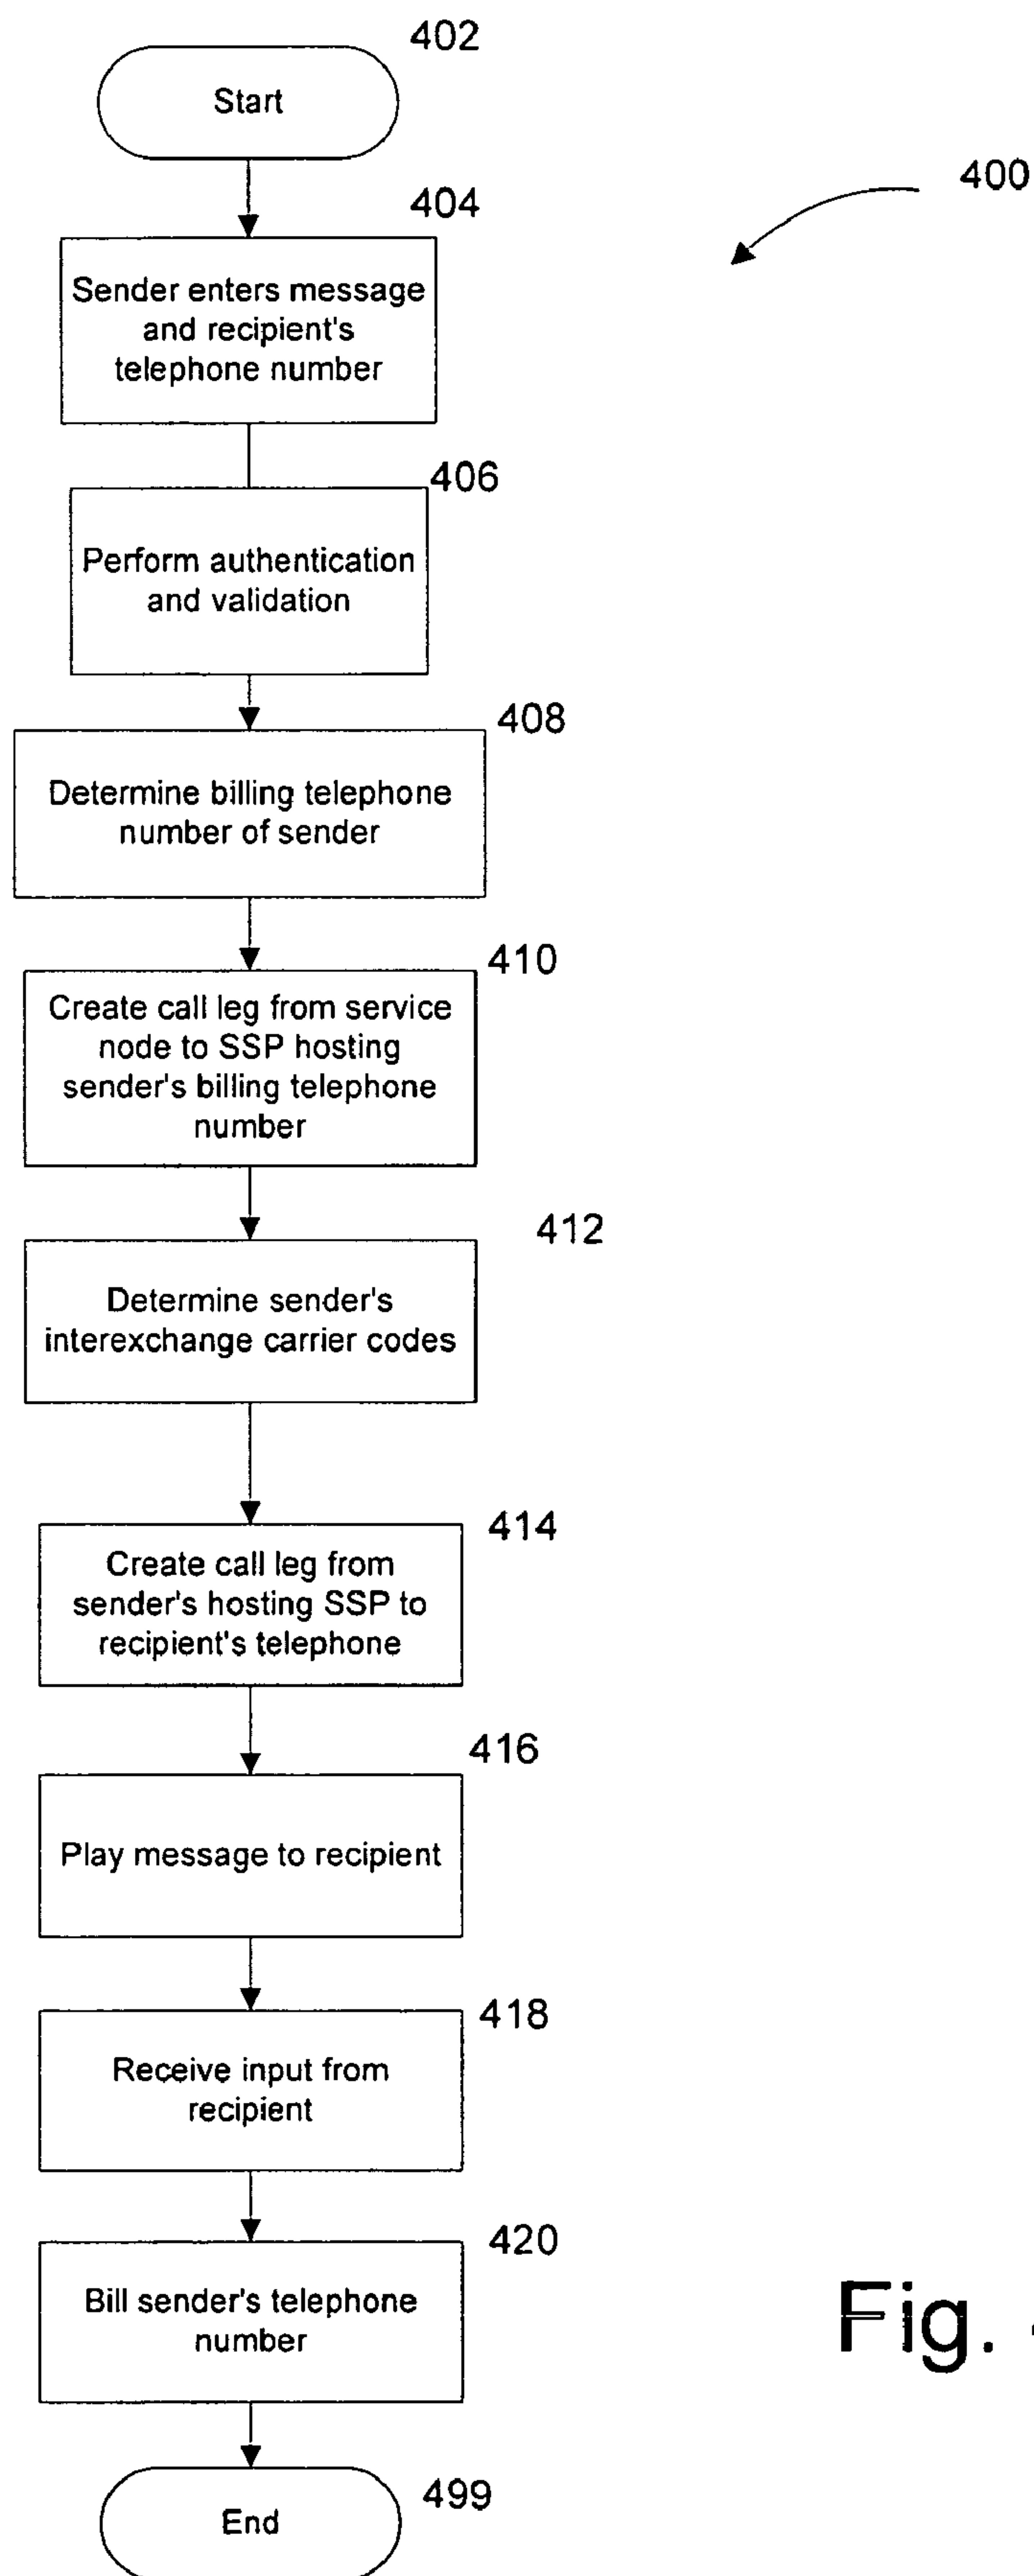 402
Start
400
404
Sender enters message
and recipient's
telephone number
406
Perform authentication
and validation
408
Determine billing telephone
number of sender
410
Create call leg from service
node to SSP hosting
sender's billing telephone
number
412
Determine sender's
interexchange carrier codes
414
Create call leg from
sender's hosting SSP to
recipient's telephone
416
Play message to recipient
418
Receive input from
recipient
420
Bill sender's telephone
number
Fig.
499
End